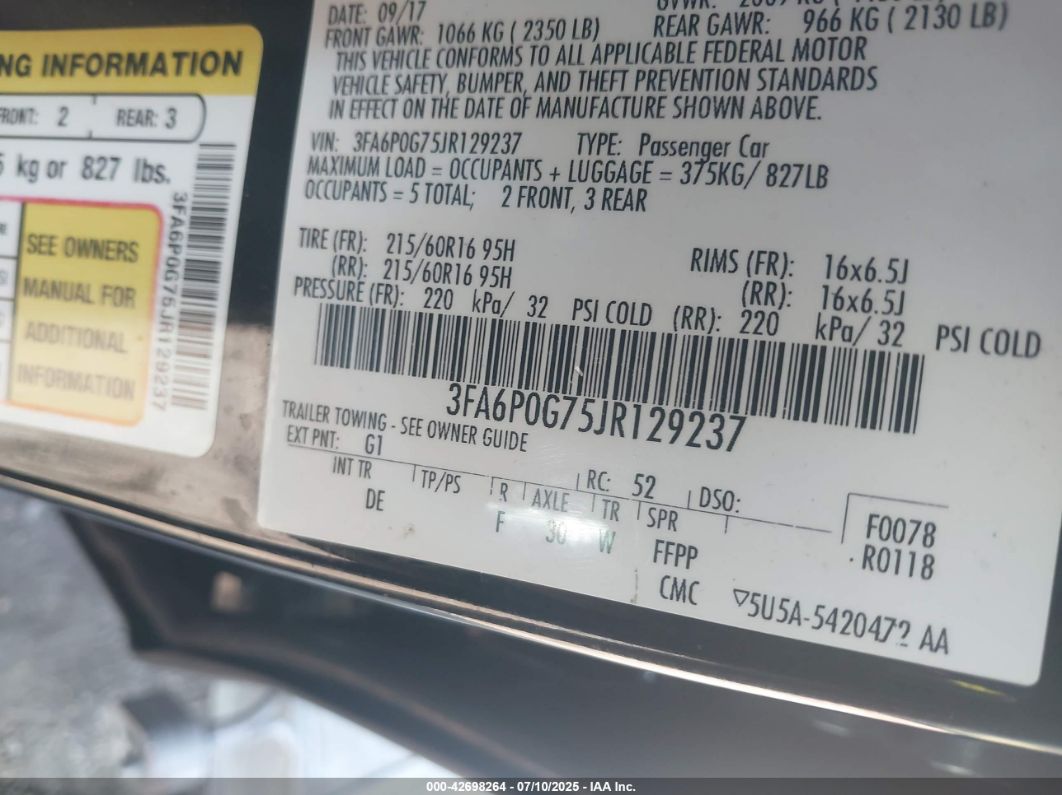 NG INFORMATION
FRONT: 2 REAR: 3
kg or 827 lbs.
SEE OWNERS
MANUAL FOR
ADDITIONAL
INFORMATION
3FA6P0G75JR129237
DATE: 09/17
FRONT GAWR: 1066 KG ( 2350 LB) REAR GAWR: 966 KG ( 2130 LB)
THIS VEHICLE CONFORMS TO ALL APPLICABLE FEDERAL MOTOR
VEHICLE SAFETY, BUMPER, AND THEFT PREVENTION STANDARDS
IN EFFECT ON THE DATE OF MANUFACTURE SHOWN ABOVE.
VIN: 3FA6P0G75JR129237 TYPE: Passenger Car
MAXIMUM LOAD = OCCUPANTS + LUGGAGE = 375KG/ 827LB
OCCUPANTS = 5 TOTAL; 2 FRONT, 3 REAR
TIRE (FR): 215/60R16 95H RIMS (FR): 16x6.5J
(RR): 215/60R16 95H (RR): 16x6.5J
PRESSURE (FR): 220 kPa/ 32 PSI COLD (RR): 220 kPa/ 32 PSI COLD
3FA6P0G75JR129237
TRAILER TOWING - SEE OWNER GUIDE
EXT PNT: G1 RC: 52 DSO:
INT TR TP/PS R AXLE TR SPR F0078
DE F 30 W FFPP R0118
CMC ▽5U5A-5420472 AA
000-42698264 - 07/10/2025 - IAA Inc.